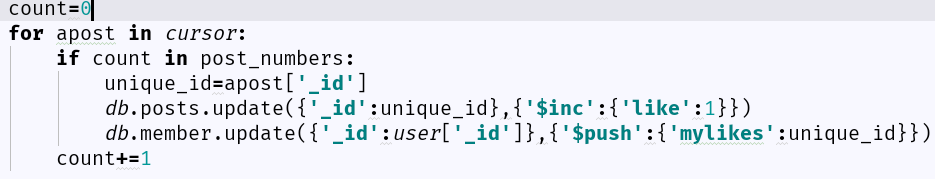 count=0
for apost in cursor:
    if count in post_numbers:
        unique_id=apost['_id']
        db.posts.update({'_id':unique_id},{'$inc':{'like':1}})
        db.member.update({'_id':user['_id']},{'$push':{'mylikes':unique_id}})
    count+=1